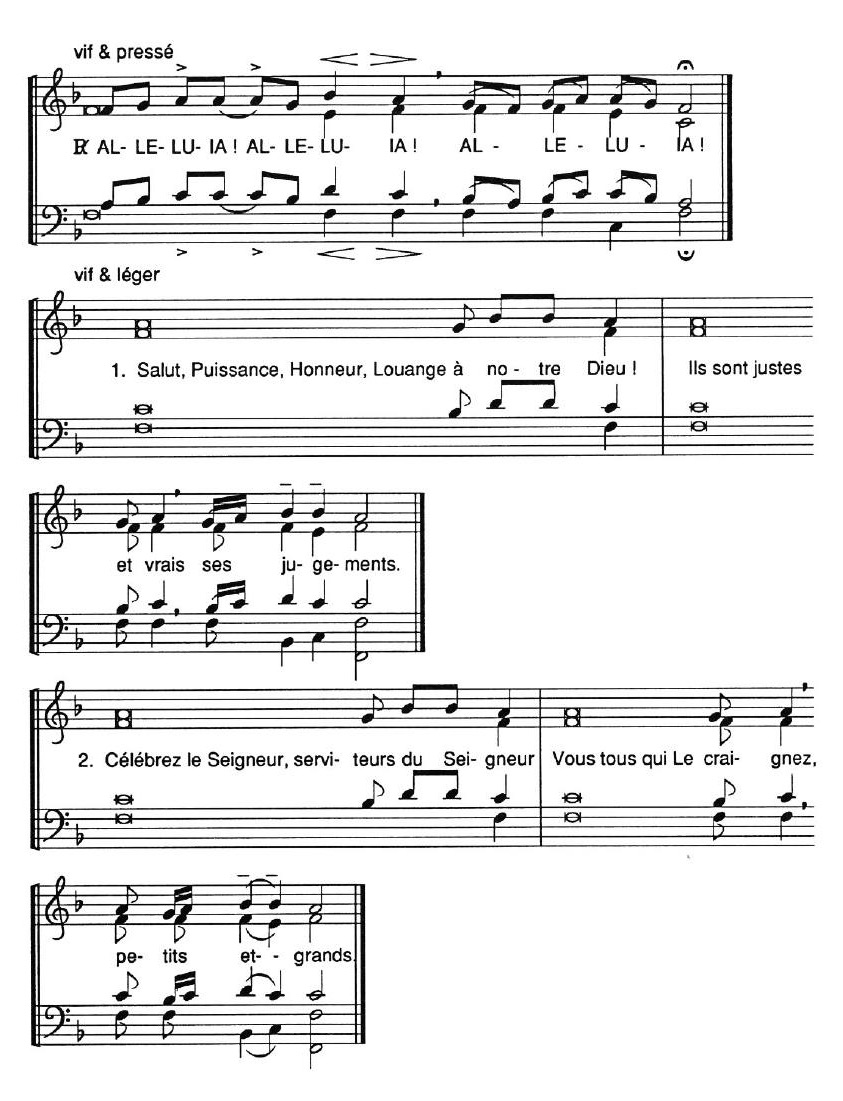 vif & pressé
℟ AL- LE- LU- IA ! AL- LE- LU- IA ! AL - LE - LU - IA !
vif & léger
1. Salut, Puissance, Honneur, Louange à no - tre Dieu ! Ils sont justes
et vrais ses ju- ge- ments.
2. Célébrez le Seigneur, servi- teurs du Sei- gneur Vous tous qui Le crai- gnez,
pe- tits et- - grands.